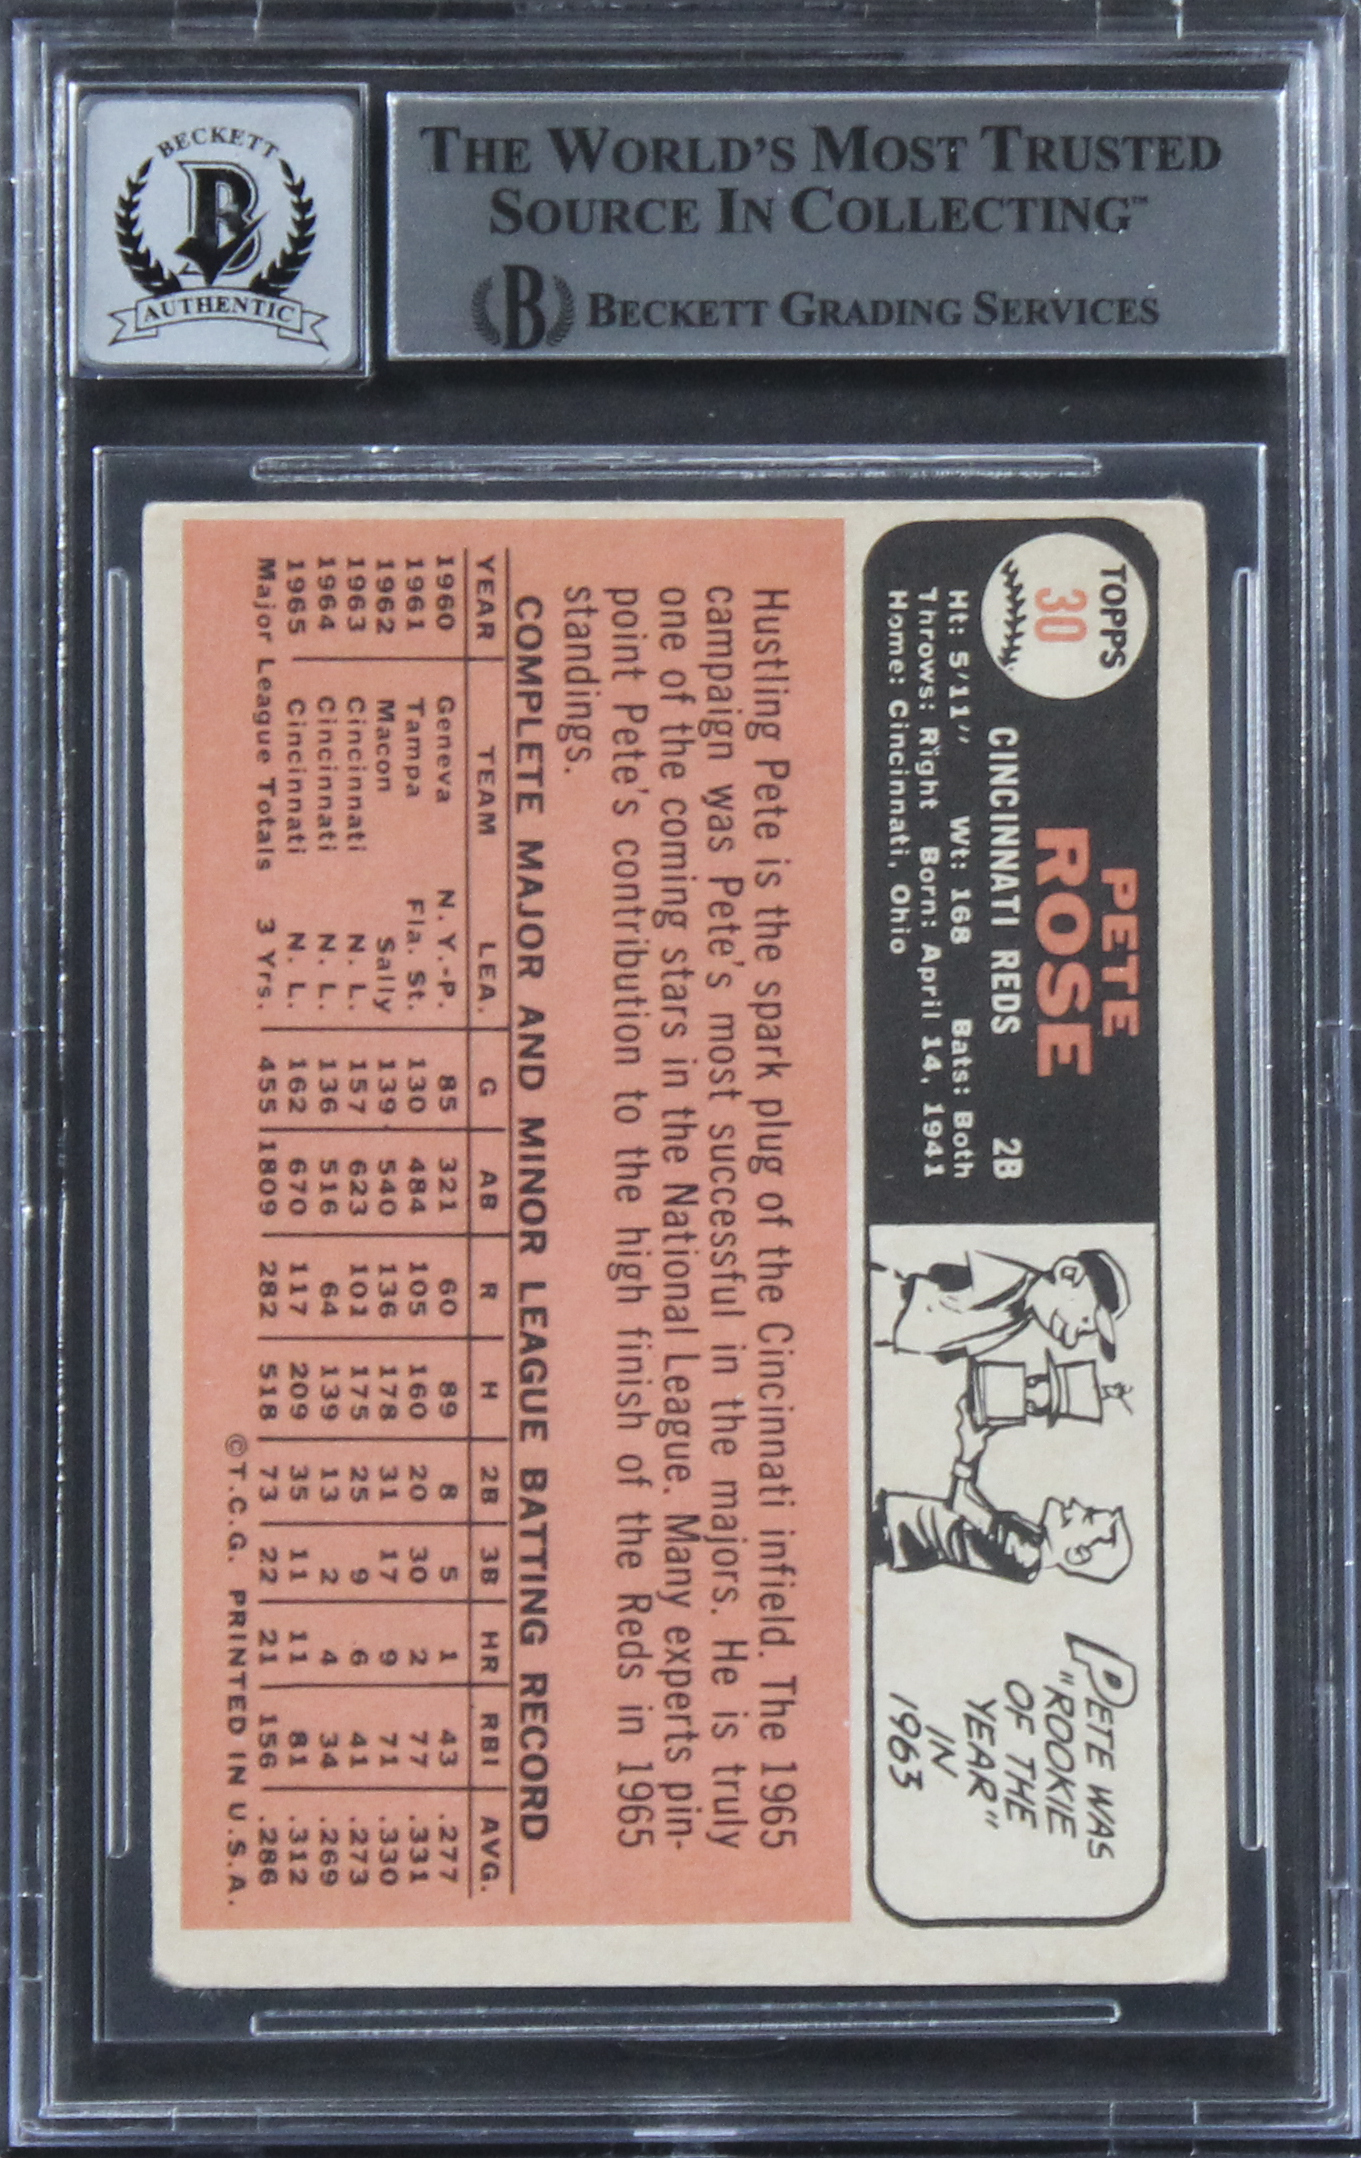 BECKETT
B
AUTHENTIC
THE WORLD'S MOST TRUSTED
SOURCE IN COLLECTING™
B BECKETT GRADING SERVICES
TOPPS
30
PETE
ROSE
CINCINNATI REDS 2B
Ht: 5'11" Wt: 168 Bats: Both
Throws: Right Born: April 14, 1941
Home: Cincinnati, Ohio
PETE WAS
"ROOKIE
OF THE
YEAR"
IN
1963
Hustling Pete is the spark plug of the Cincinnati infield. The 1965
campaign was Pete's most successful in the majors. He is truly
one of the coming stars in the National League. Many experts pin-
point Pete's contribution to the high finish of the Reds in 1965
standings.
COMPLETE MAJOR AND MINOR LEAGUE BATTING RECORD
YEAR TEAM LEA. G AB R H 2B 3B HR RBI AVG.
1960 Geneva N. Y.-P. 85 321 60 89 8 5 1 43 .277
1961 Tampa Fla. St. 130 484 105 160 20 30 2 77 .331
1962 Macon Sally 139 540 136 178 31 17 9 71 .330
1963 Cincinnati N. L. 157 623 101 175 25 9 6 41 .273
1964 Cincinnati N. L. 136 516 64 139 13 2 4 34 .269
1965 Cincinnati N. L. 162 670 117 209 35 11 11 81 .312
Major League Totals 3 Yrs. 455 1809 282 518 73 22 21 156 .286
©T.C.G. PRINTED IN U.S.A.